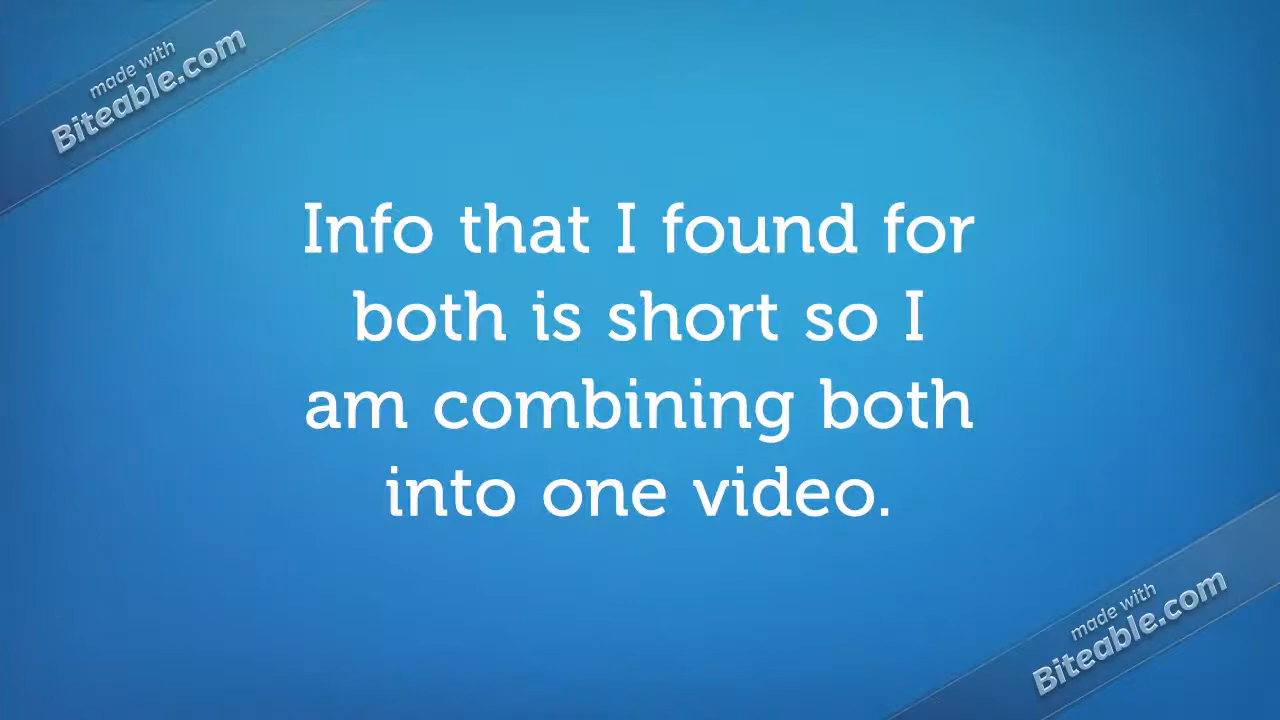 made with
Biteable.com
Info that I found for
both is short so I
am combining both
into one video.
made with
Biteable.com